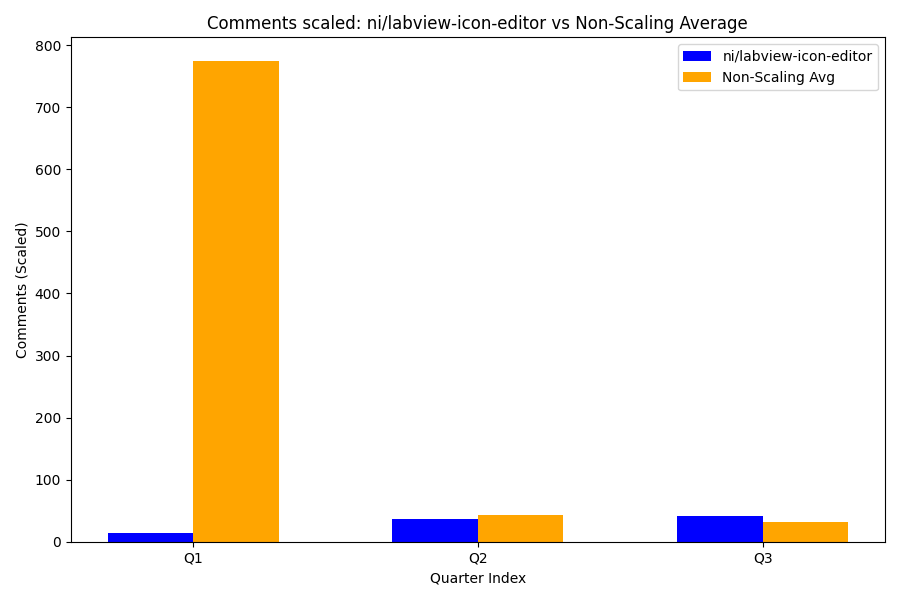 Comments scaled: ni/labview-icon-editor vs Non-Scaling Average
ni/labview-icon-editor
Non-Scaling Avg
Comments (Scaled)
800
700
600
500
400
300
200
100
0
Q1
Q2
Q3
Quarter Index